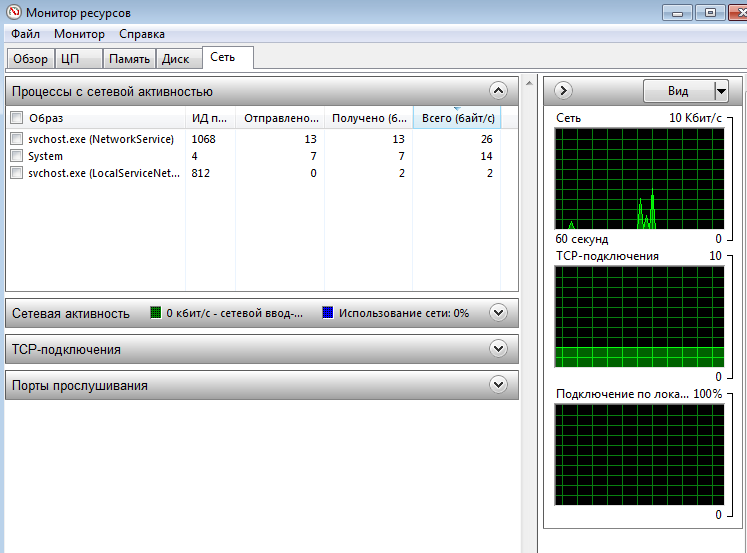 Монитор ресурсов
Файл Монитор Справка
Обзор ЦП Память Диск Сеть
Процессы с сетевой активностью
Образ ИД п... Отправлено... Получено (б... Всего (байт/с)
svchost.exe (NetworkService) 1068 13 13 26
System 4 7 7 14
svchost.exe (LocalServiceNet... 812 0 2 2
Сетевая активность 0 кбит/с - сетевой ввод-... Использование сети: 0%
TCP-подключения
Порты прослушивания
Вид
Сеть 10 Кбит/с
60 секунд 0
TCP-подключения 10
0
Подключение по лока... 100%
0